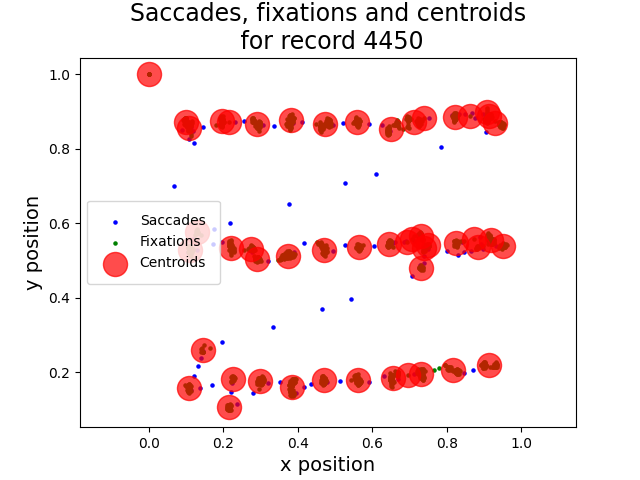 Saccades, fixations and centroids
for record 4450
y position
1.0
0.8
0.6
0.4
0.2
Saccades
Fixations
Centroids
0.0
0.2
0.4
0.6
0.8
1.0
x position